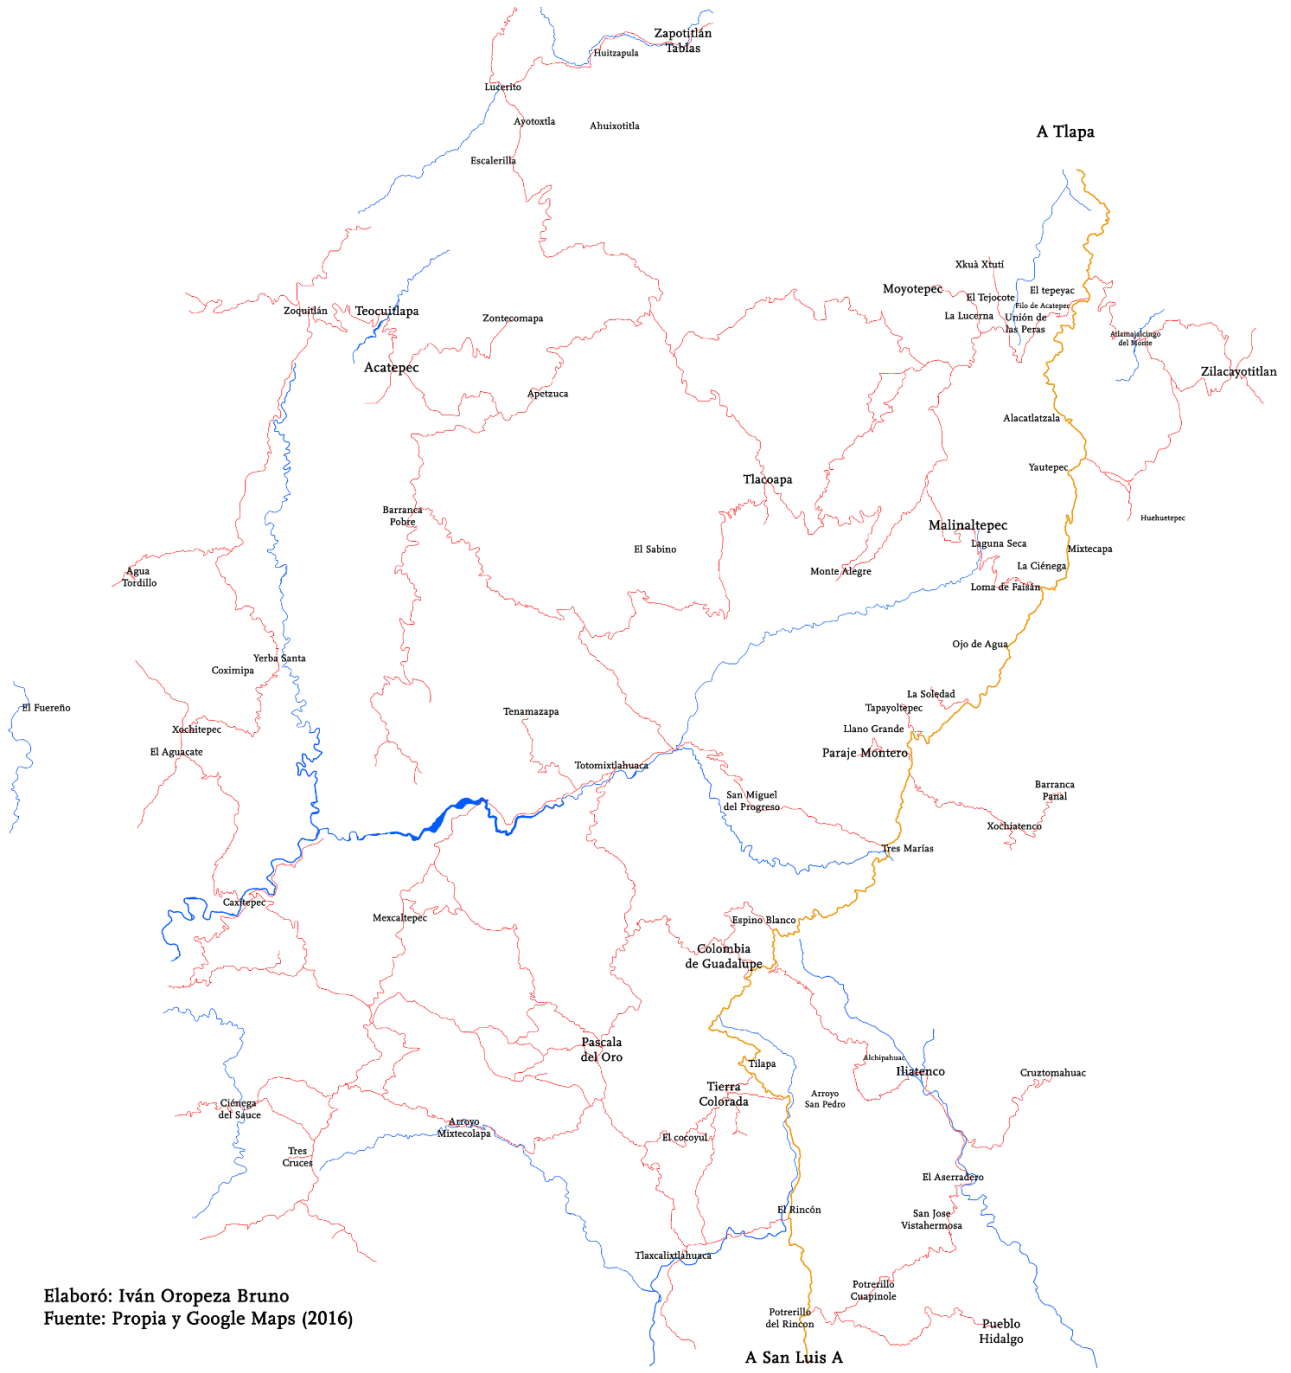 Zapotitlán
Tablas
Huitzapula
Lucerito
Ayotoxtla
Ahuixotitla
A Tlapa
Escalerilla
Xkuà Xtutí
Moyotepec
El Tejocote
El tepeyac
Filo de Acatepec
La Lucerna
Unión de
las Peras
Zoquitlán
Teocuitlapa
Zontecomapa
Atlamajalcingo
del Monte
Acatepec
Zilacayotitlan
Apetzuca
Alacatlatzala
Yautepec
Tlacoapa
Barranca
Pobre
Huehuetepec
Malinaltepec
El Sabino
Laguna Seca
Mixtecapa
Agua
Tordillo
Monte Alegre
La Ciénega
Loma de Faisán
Ojo de Agua
Yerba Santa
Coximipa
La Soledad
El Fuereño
Tapayoltepec
Tenamazapa
Xochitepec
Llano Grande
El Aguacate
Paraje Montero
Totomixtlahuaca
San Miguel
del Progreso
Barranca
Panal
Xochiatenco
Tres Marías
Caxitepec
Mexcaltepec
Espino Blanco
Colombia
de Guadalupe
Pascala
del Oro
Alchipahuac
Tilapa
Iliatenco
Cruztomahuac
Tierra
Colorada
Arroyo
San Pedro
Ciénega
del Sauce
Arroyo
Mixtecolapa
El cocoyul
Tres
Cruces
El Aserradero
El Rincón
San Jose
Vistahermosa
Tlaxcalixtlahuaca
Potrerillo
Cuapinole
Elaboró: Iván Oropeza Bruno
Fuente: Propia y Google Maps (2016)
Potrerillo
del Rincon
Pueblo
Hidalgo
A San Luis A